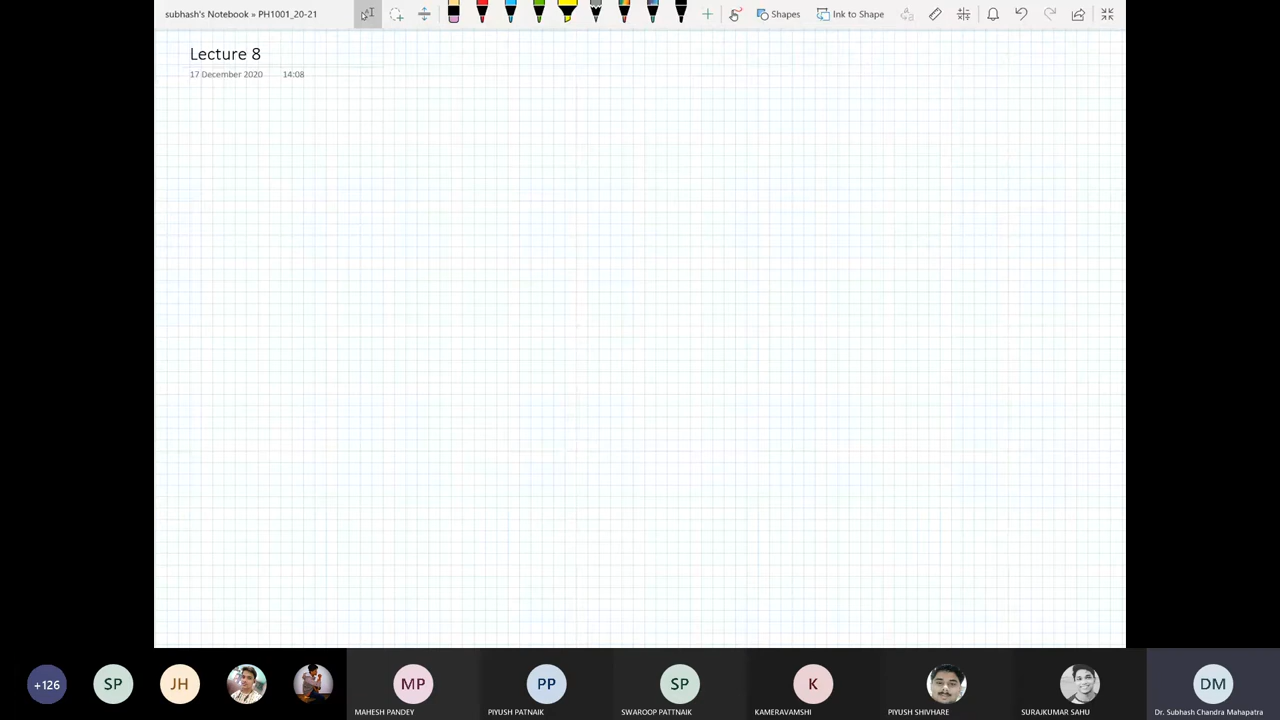 subhash's Notebook » PH1001_20-21
Shapes
Ink to Shape
Lecture 8
17 December 2020 14:08
+126
SP
JH
MP
PP
SP
K
DM
MAHESH PANDEY
PIYUSH PATNAIK
SWAROOP PATTNAIK
KAMERAVAMSHI
PIYUSH SHIVHARE
SURAJKUMAR SAHU
Dr. Subhash Chandra Mahapatra